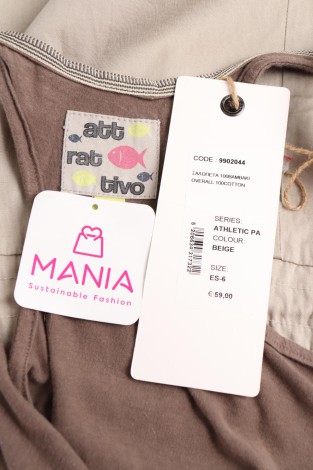 att
rat
tivo
MANIA
Sustainable Fashion
CODE : 9902044
ΣΑΛΟΠΕΤΑ 100ΒΑΜΒΑΚΙ
OVERALL 100COTTON
SERIES:
ATHLETIC PA
COLOUR:
BEIGE
SIZE:
ES-6
€ 59,00